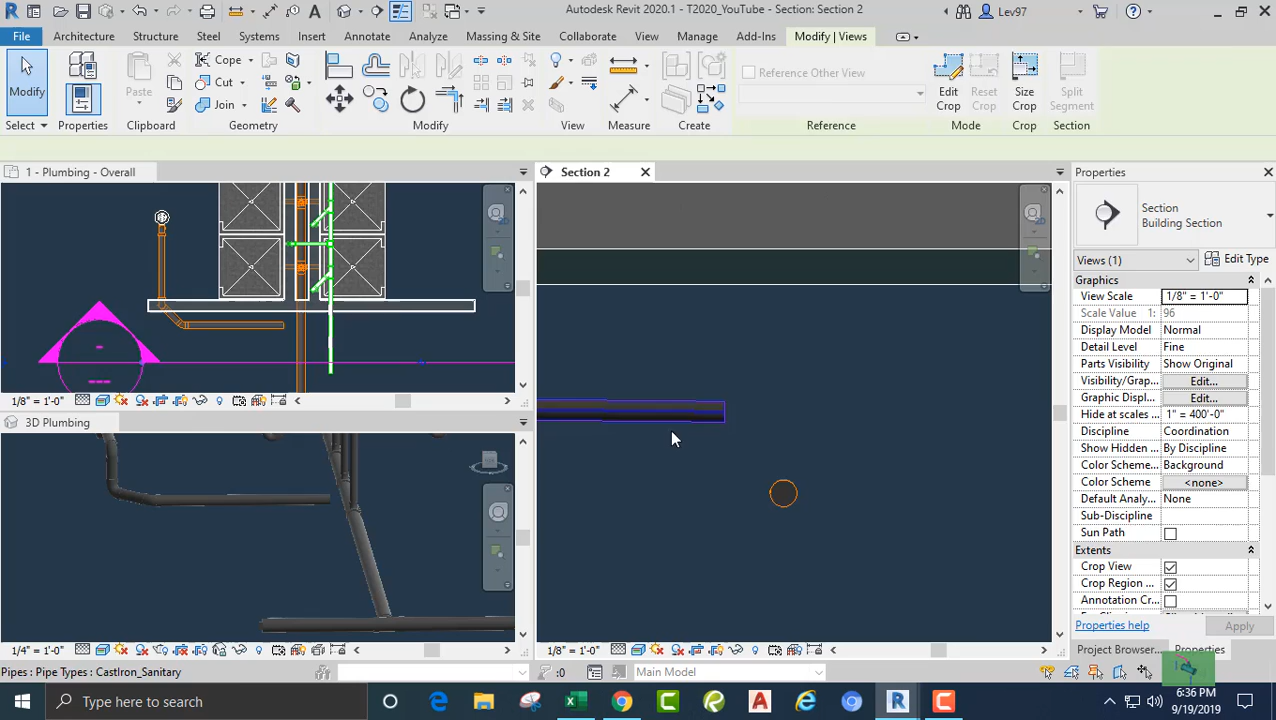 Autodesk Revit 2020.1 - T2020_YouTube - Section: Section 2
Lev97
File Architecture Structure Steel Systems Insert Annotate Analyze Massing & Site Collaborate View Manage Add-Ins Modify | Views
Modify
Properties
Paste
Cope
Cut
Join
Reference Other View
Edit Crop
Reset Crop
Size Crop
Split Segment
Select Properties Clipboard Geometry Modify View Measure Create Reference Mode Crop Section
1 - Plumbing - Overall
Section 2
Properties
Section
Building Section
Views (1) Edit Type
Graphics
View Scale 1/8" = 1'-0"
Scale Value 1: 96
Display Model Normal
Detail Level Fine
Parts Visibility Show Original
Visibility/Grap... Edit...
Graphic Displ... Edit...
Hide at scales ... 1" = 400'-0"
Discipline Coordination
Show Hidden ... By Discipline
Color Scheme... Background
Color Scheme <none>
Default Analy... None
Sub-Discipline
Sun Path
Extents
Crop View
Crop Region ...
Annotation Cr...
Properties help Apply
Project Browser... Properties
1/8" = 1'-0"
3D Plumbing
1/4" = 1'-0"
1/8" = 1'-0"
Pipes : Pipe Types : CastIron_Sanitary
:0
Main Model
Type here to search
6:36 PM
9/19/2019